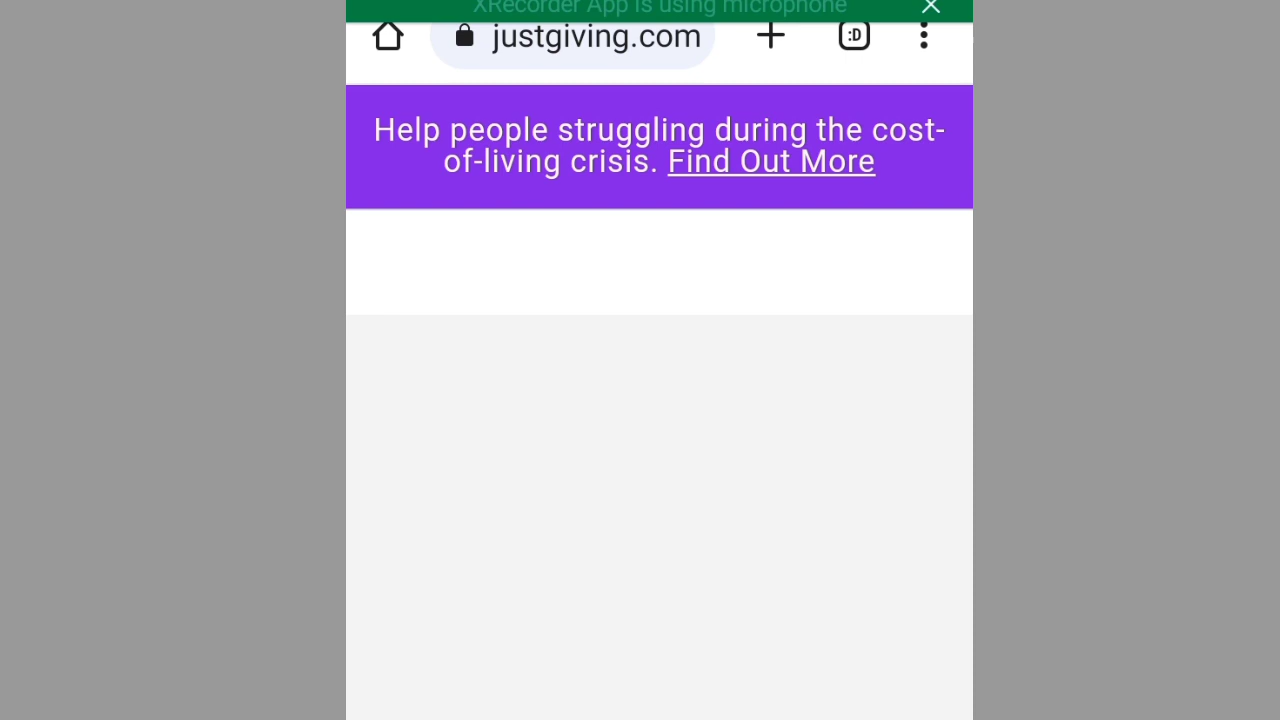 XRecorder App is using microphone
justgiving.com
:D
Help people struggling during the cost-
of-living crisis. Find Out More